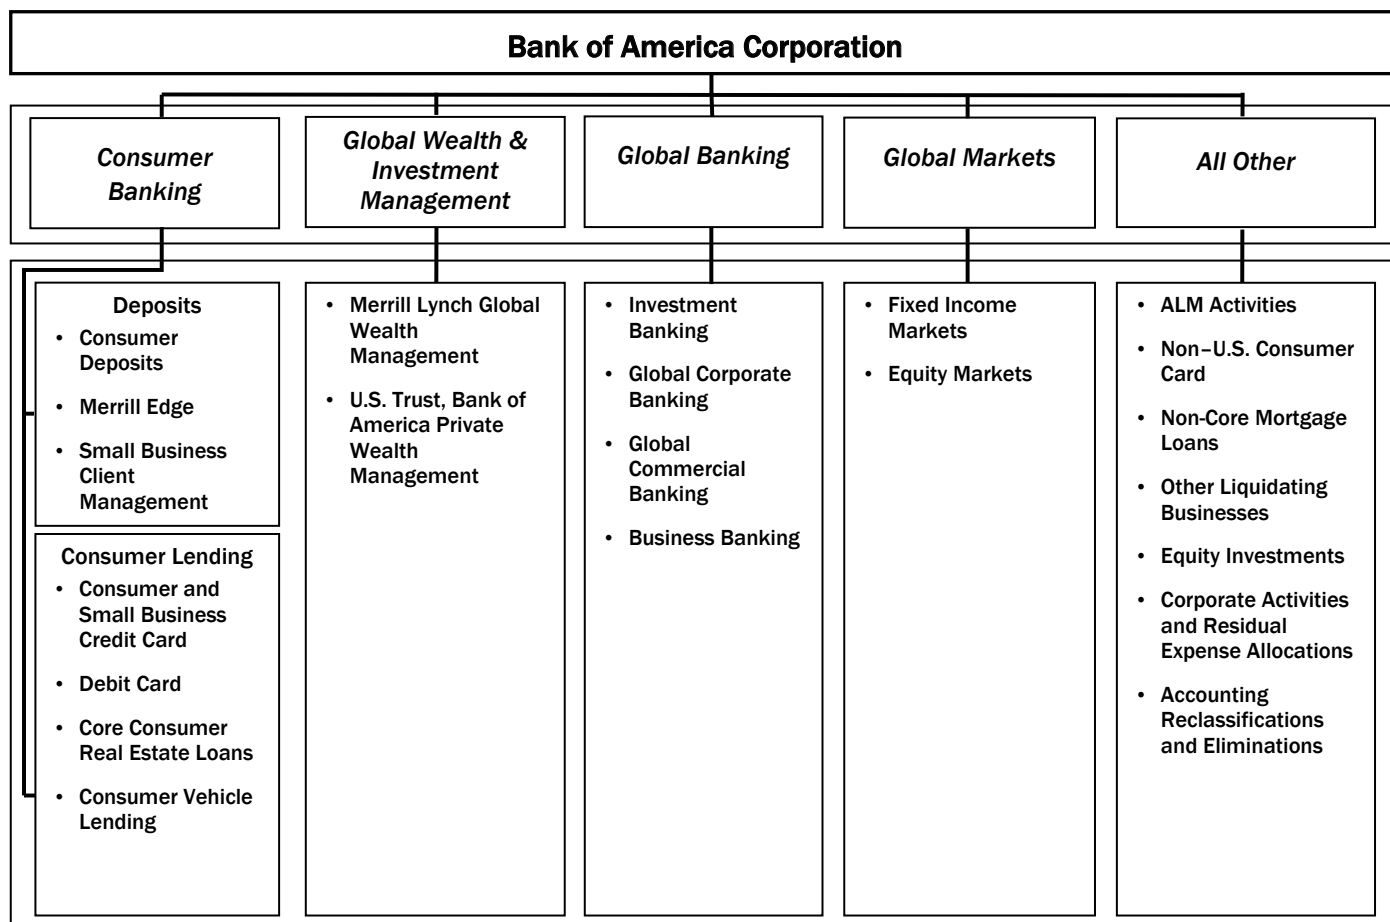 Bank of America Corporation
Consumer
Banking
Global Wealth &
Investment
Management
Global Banking
Global Markets
All Other
Deposits
• Consumer
Deposits
• Merrill Edge
• Small Business
Client
Management
Consumer Lending
• Consumer and
Small Business
Credit Card
• Debit Card
• Core Consumer
Real Estate Loans
• Consumer Vehicle
Lending
• Merrill Lynch Global
Wealth
Management
• U.S. Trust, Bank of
America Private
Wealth
Management
• Investment
Banking
• Global Corporate
Banking
• Global
Commercial
Banking
• Business Banking
• Fixed Income
Markets
• Equity Markets
• ALM Activities
• Non–U.S. Consumer
Card
• Non-Core Mortgage
Loans
• Other Liquidating
Businesses
• Equity Investments
• Corporate Activities
and Residual
Expense Allocations
• Accounting
Reclassifications
and Eliminations